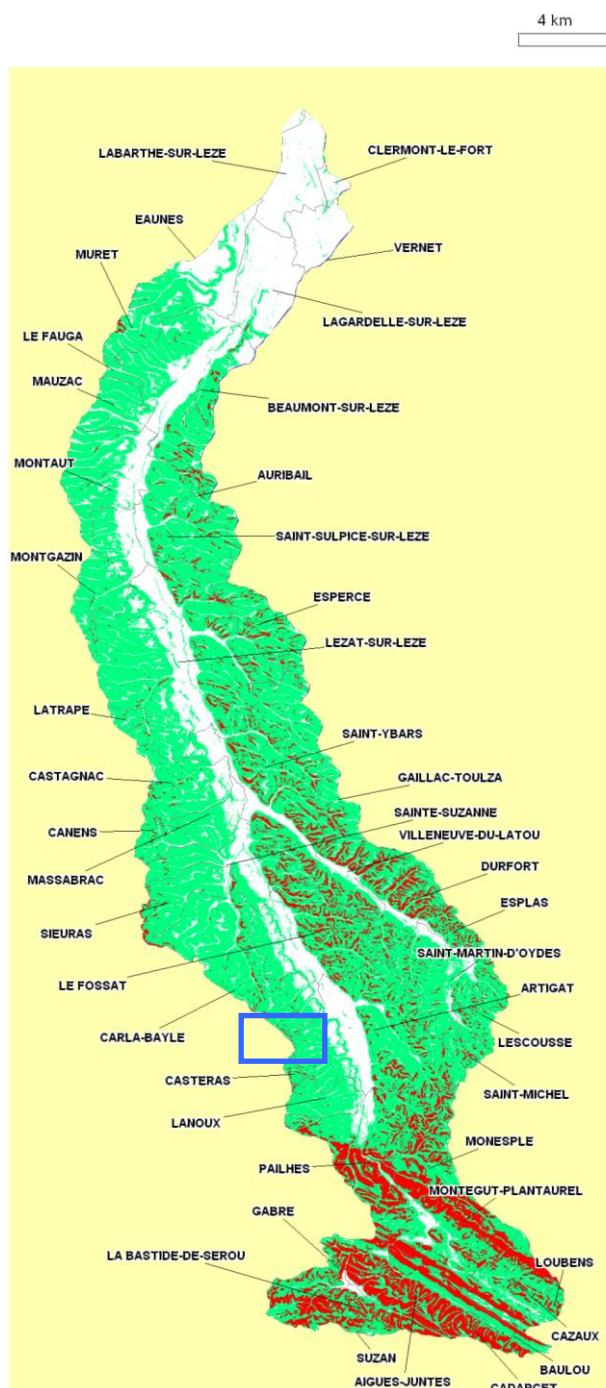 4 km
LABARTHE-SUR-LEZE
CLERMONT-LE-FORT
EAUNES
MURET
VERNET
LAGARDELLE-SUR-LEZE
LE FAUGA
MAUZAC
BEAUMONT-SUR-LEZE
MONTAUT
AURIBAIL
SAINT-SULPICE-SUR-LEZE
MONTGAZIN
ESPERCE
LEZAT-SUR-LEZE
LATRAPE
SAINT-YBARS
CASTAGNAC
GAILLAC-TOULZA
SAINTE-SUZANNE
CANENS
VILLENEUVE-DU-LATOU
MASSABRAC
DURFORT
ESPLAS
SIEURAS
SAINT-MARTIN-D'OYDES
LE FOSSAT
ARTIGAT
CARLA-BAYLE
LESCOUSSE
CASTERAS
SAINT-MICHEL
LANOUX
MONESPLE
PAILHES
MONTEGUT-PLANTAUREL
GABRE
LA BASTIDE-DE-SEROU
LOUBENS
CAZAUX
SUZAN
BAULOU
AIGUES-JUNTES
CADARCET